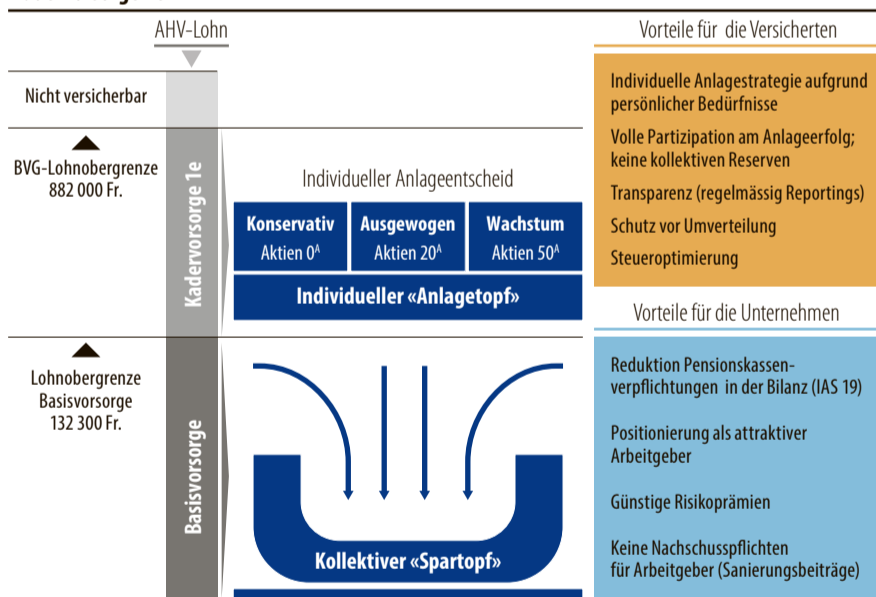 AHV-Lohn
Nicht versicherbar
BVG-Lohnobergrenze
882 000 Fr.
Lohnobergrenze
Basisvorsorge
132 300 Fr.
Kadervorsorge 1e
Basisvorsorge
Individueller Anlageentscheid
Konservativ
Aktien 0ᴬ
Ausgewogen
Aktien 20ᴬ
Wachstum
Aktien 50ᴬ
Individueller «Anlagetopf»
Kollektiver «Spartopf»
Vorteile für die Versicherten
Individuelle Anlagestrategie aufgrund
persönlicher Bedürfnisse
Volle Partizipation am Anlageerfolg;
keine kollektiven Reserven
Transparenz (regelmässig Reportings)
Schutz vor Umverteilung
Steueroptimierung
Vorteile für die Unternehmen
Reduktion Pensionskassen-
verpflichtungen in der Bilanz (IAS 19)
Positionierung als attraktiver
Arbeitgeber
Günstige Risikoprämien
Keine Nachschusspflichten
für Arbeitgeber (Sanierungsbeiträge)